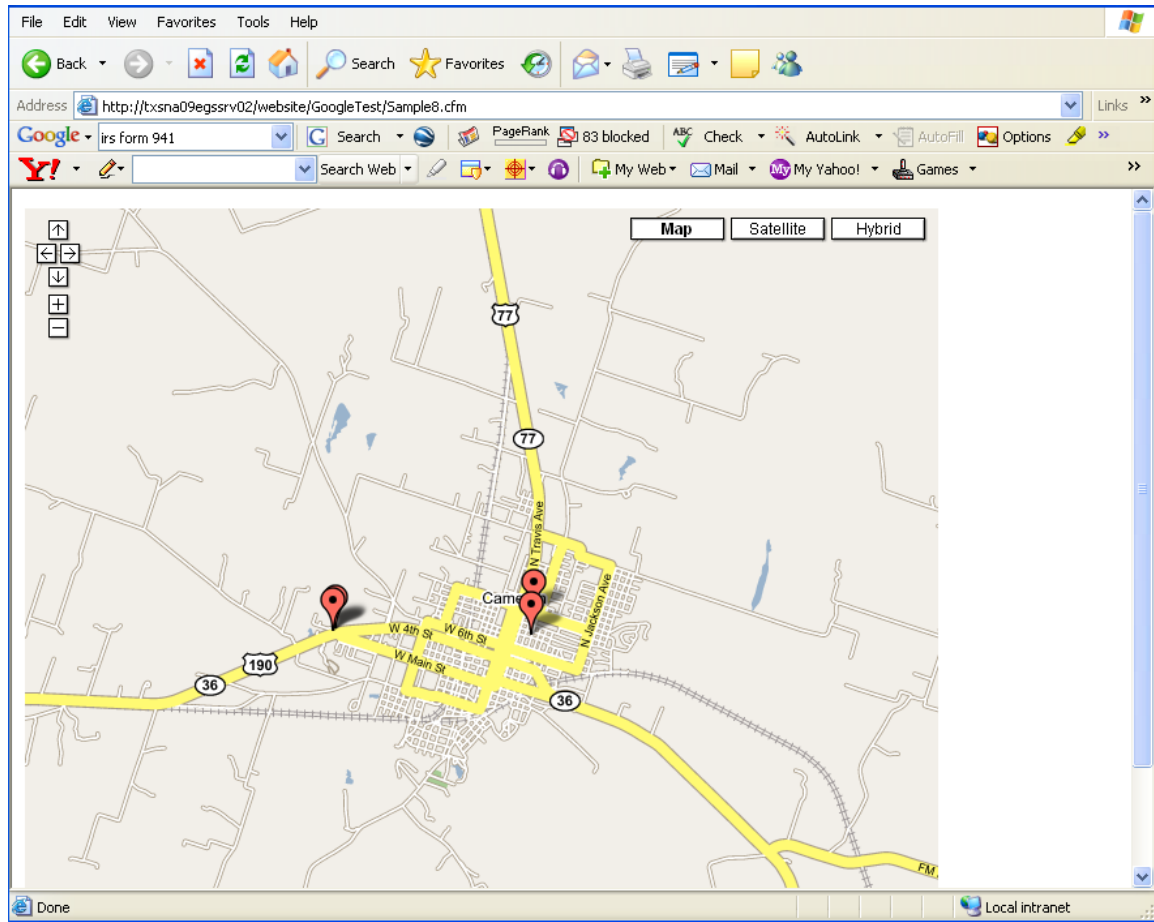 File Edit View Favorites Tools Help
Back Search Favorites
Address http://txsna09egssrv02/website/GoogleTest/Sample8.cfm Links »
Google irs form 941 G Search PageRank 83 blocked ABC Check AutoLink AutoFill Options »
Y! Search Web My Web Mail My My Yahoo! Games »
Map Satellite Hybrid
77
77
N Travis Ave
Came
N Jackson Ave
W 4th St
W 6th St
W Main St
190
36
36
FM
Done Local intranet